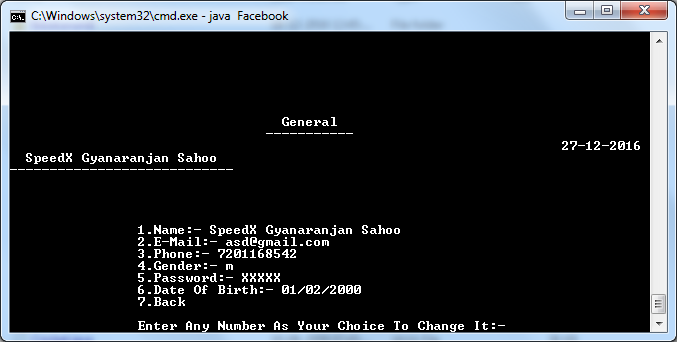 C:\Windows\system32\cmd.exe - java  Facebook
General
-----------
27-12-2016
SpeedX Gyanaranjan Sahoo
----------------------------
1.Name:- SpeedX Gyanaranjan Sahoo
2.E-Mail:- asd@gmail.com
3.Phone:- 7201168542
4.Gender:- m
5.Password:- XXXXX
6.Date Of Birth:- 01/02/2000
7.Back
Enter Any Number As Your Choice To Change It:-